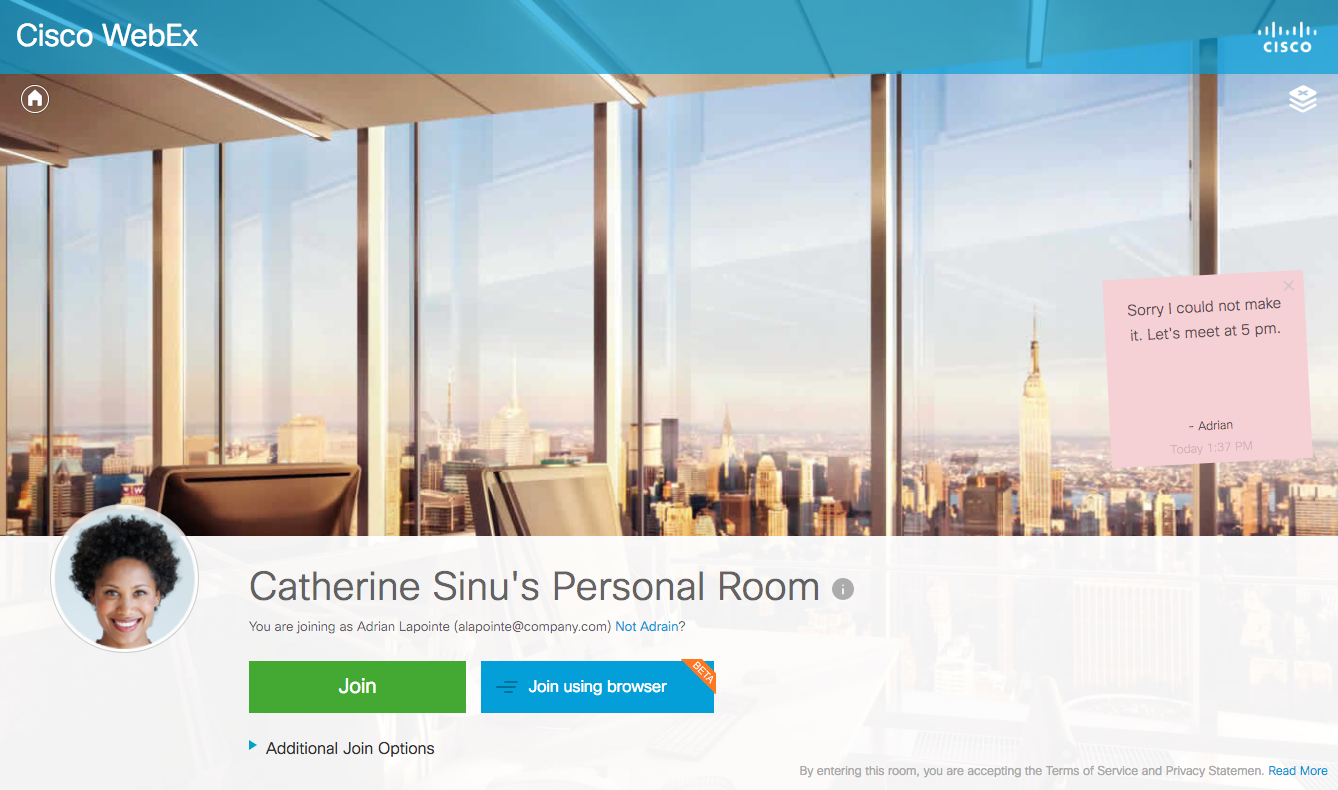 Cisco WebEx
CISCO
Sorry I could not make
it. Let's meet at 5 pm.
- Adrian
Today 1:37 PM
Catherine Sinu's Personal Room
You are joining as Adrian Lapointe (alapointe@company.com) Not Adrain?
Join
Join using browser
BETA
Additional Join Options
By entering this room, you are accepting the Terms of Service and Privacy Statemen. Read More